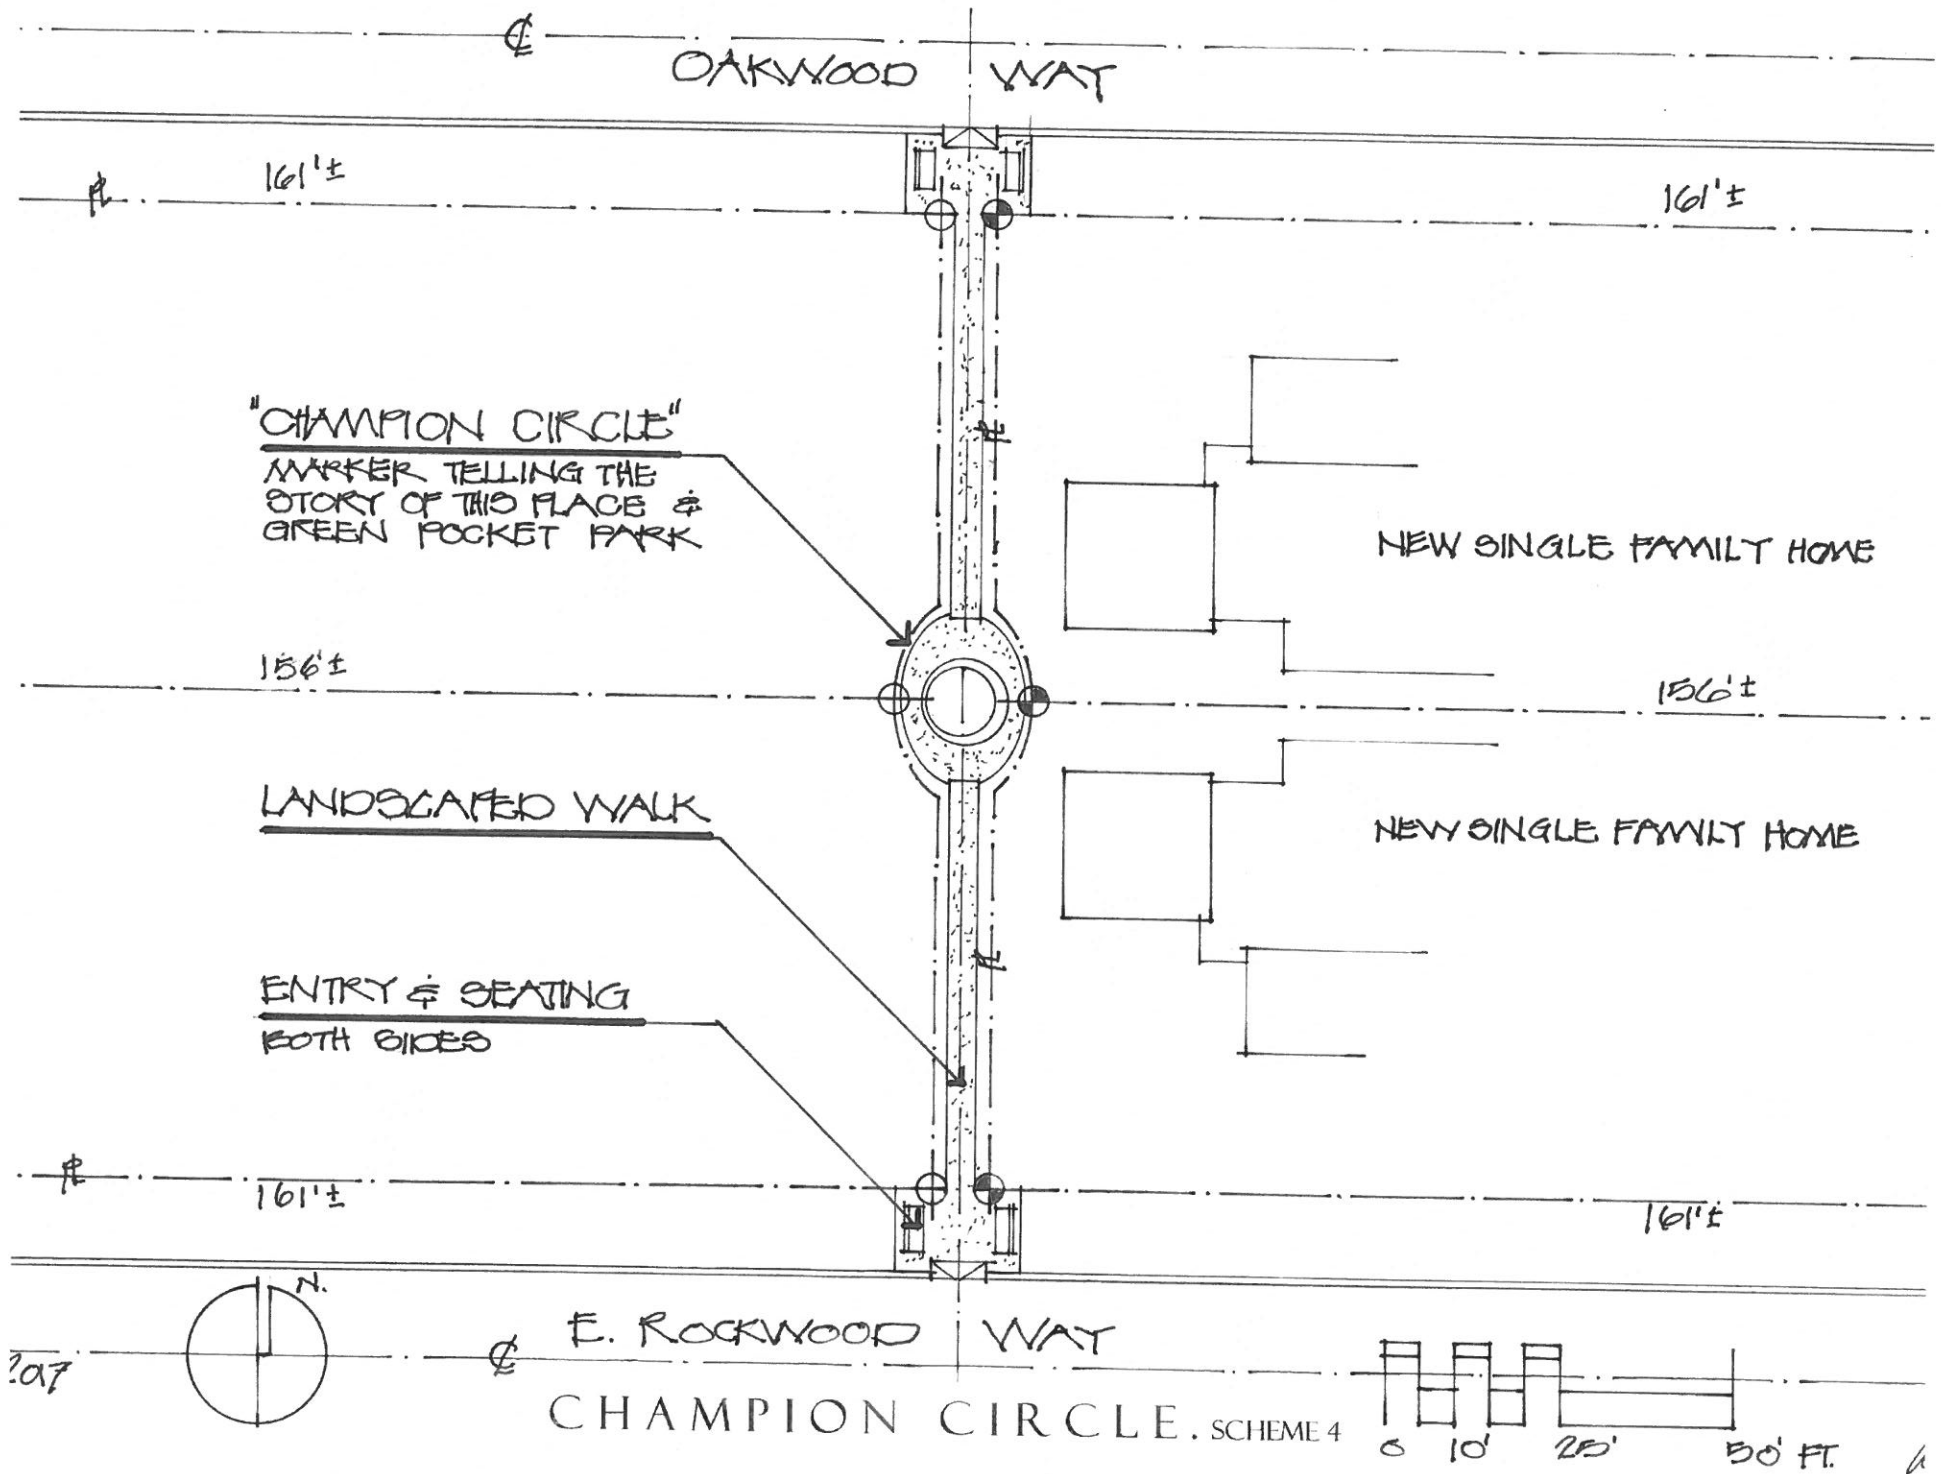 ℄
OAKWOOD WAY
161'±
161'±
℄
"CHAMPION CIRCLE"
MARKER TELLING THE
STORY OF THIS PLACE &
GREEN POCKET PARK
NEW SINGLE FAMILY HOME
156'±
156'±
LANDSCAPED WALK
NEW SINGLE FAMILY HOME
ENTRY & SEATING
BOTH SIDES
161'±
161'±
N.
E. ROCKWOOD WAY
CHAMPION CIRCLE. SCHEME 4
0 10' 25' 50' FT.